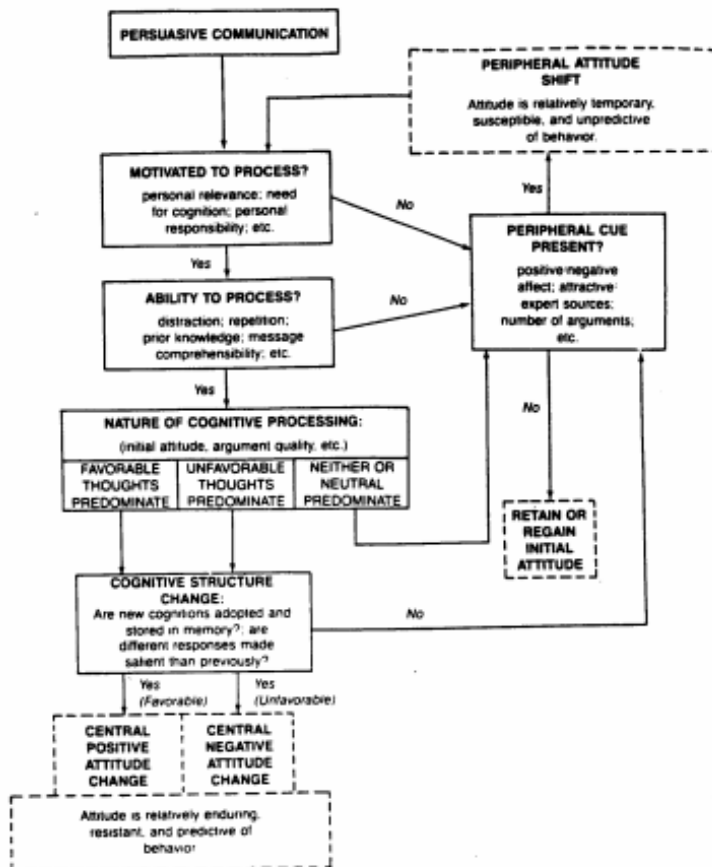 PERSUASIVE COMMUNICATION
PERIPHERAL ATTITUDE
SHIFT
Attitude is relatively temporary,
susceptible, and unpredictive
of behavior.
MOTIVATED TO PROCESS?
personal relevance; need
for cognition; personal
responsibility; etc.
No
Yes
PERIPHERAL CUE
PRESENT?
positive/negative
affect; attractive/
expert sources;
number of arguments;
etc.
Yes
ABILITY TO PROCESS?
distraction; repetition;
prior knowledge; message
comprehensibility; etc.
No
Yes
No
NATURE OF COGNITIVE PROCESSING:
(initial attitude, argument quality, etc.)
FAVORABLE
THOUGHTS
PREDOMINATE
UNFAVORABLE
THOUGHTS
PREDOMINATE
NEITHER OR
NEUTRAL
PREDOMINATE
RETAIN OR
REGAIN
INITIAL
ATTITUDE
COGNITIVE STRUCTURE
CHANGE:
Are new cognitions adopted and
stored in memory?; are
different responses made
salient than previously?
No
Yes
(Favorable)
Yes
(Unfavorable)
CENTRAL
POSITIVE
ATTITUDE
CHANGE
CENTRAL
NEGATIVE
ATTITUDE
CHANGE
Attitude is relatively enduring,
resistant, and predictive of
behavior